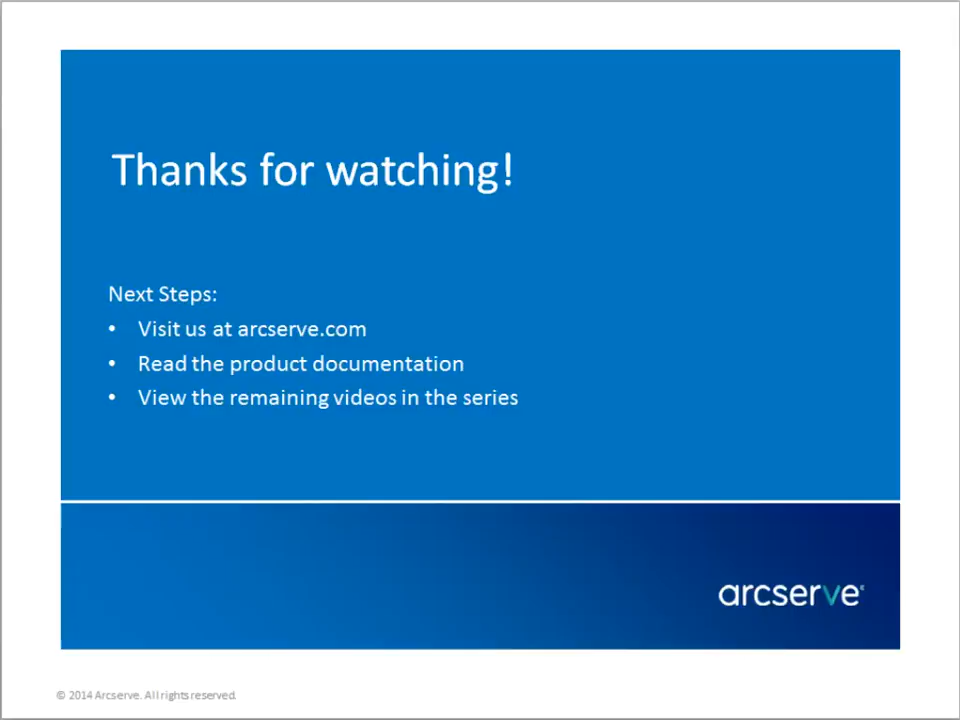 Thanks for watching!
Next Steps:
• Visit us at arcserve.com
• Read the product documentation
• View the remaining videos in the series
arcserve®
© 2014 Arcserve. All rights reserved.